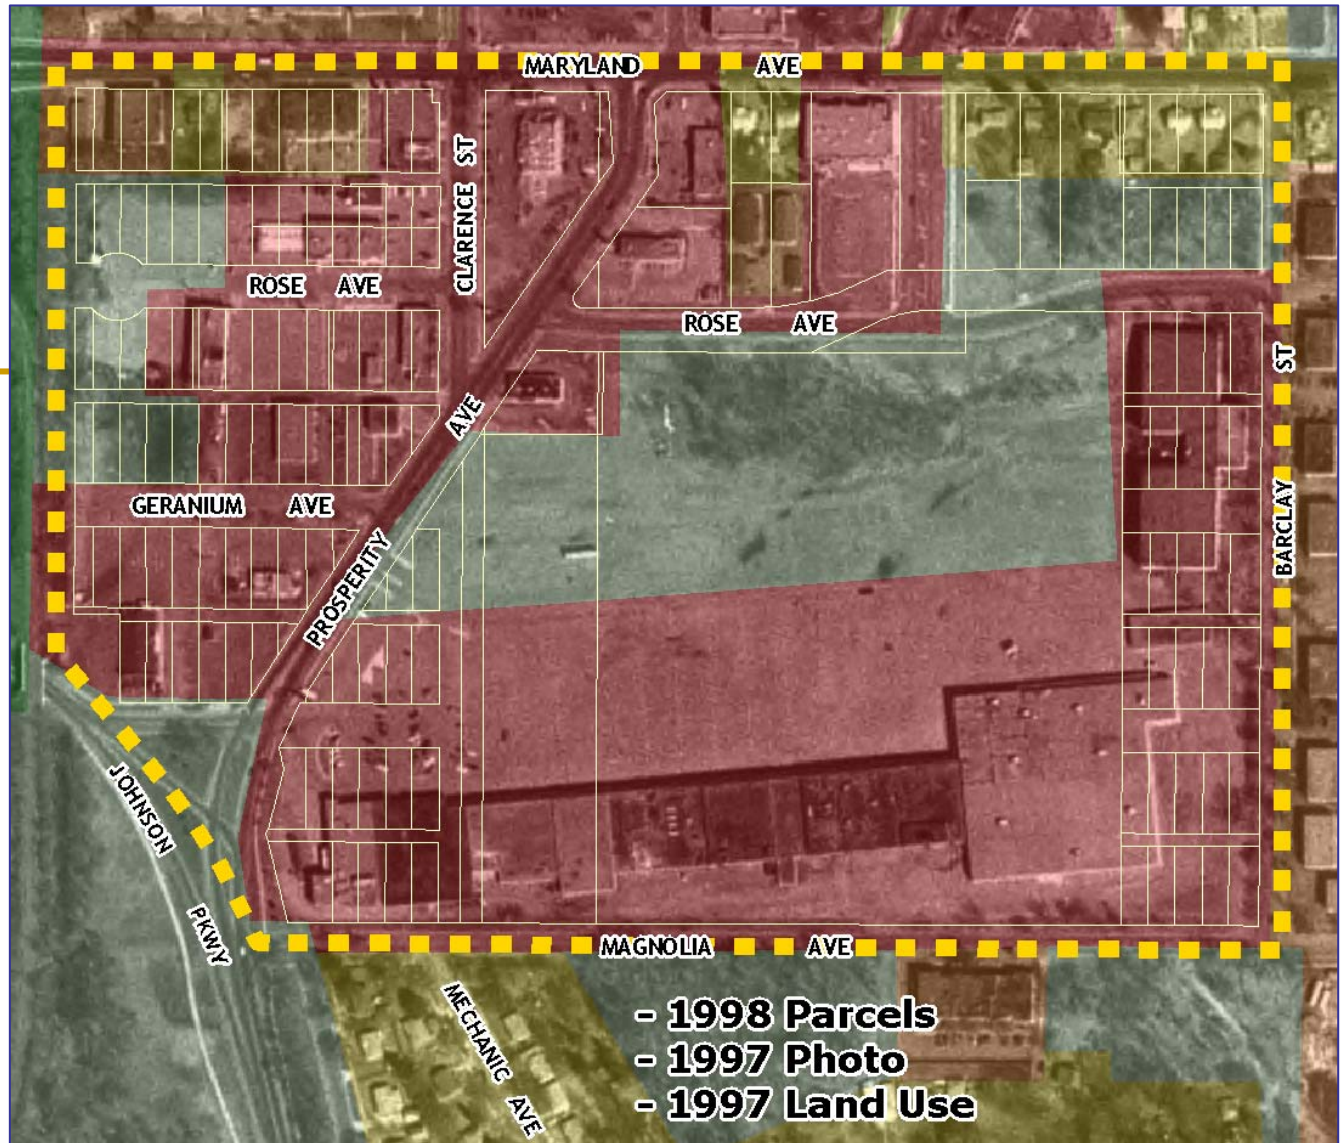 MARYLAND AVE
CLARENCE ST
ROSE AVE
ROSE AVE
BARCLAY ST
PROSPERITY AVE
GERANIUM AVE
JOHNSON PKWY
MAGNOLIA AVE
MECHANIC AVE
- 1998 Parcels
- 1997 Photo
- 1997 Land Use